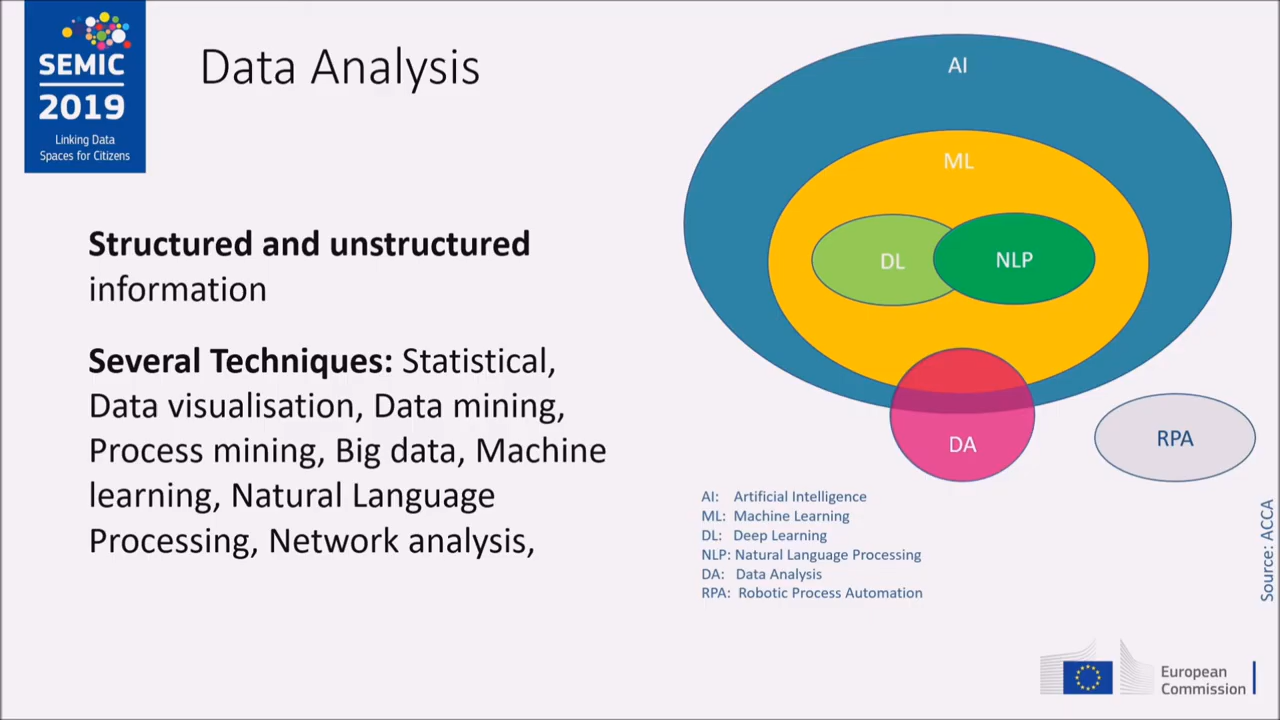 SEMIC
2019
Linking Data
Spaces for Citizens
Data Analysis
Structured and unstructured
information
Several Techniques: Statistical,
Data visualisation, Data mining,
Process mining, Big data, Machine
learning, Natural Language
Processing, Network analysis,
AI
ML
DL
NLP
DA
RPA
AI: Artificial Intelligence
ML: Machine Learning
DL: Deep Learning
NLP: Natural Language Processing
DA: Data Analysis
RPA: Robotic Process Automation
Source: ACCA
European
Commission